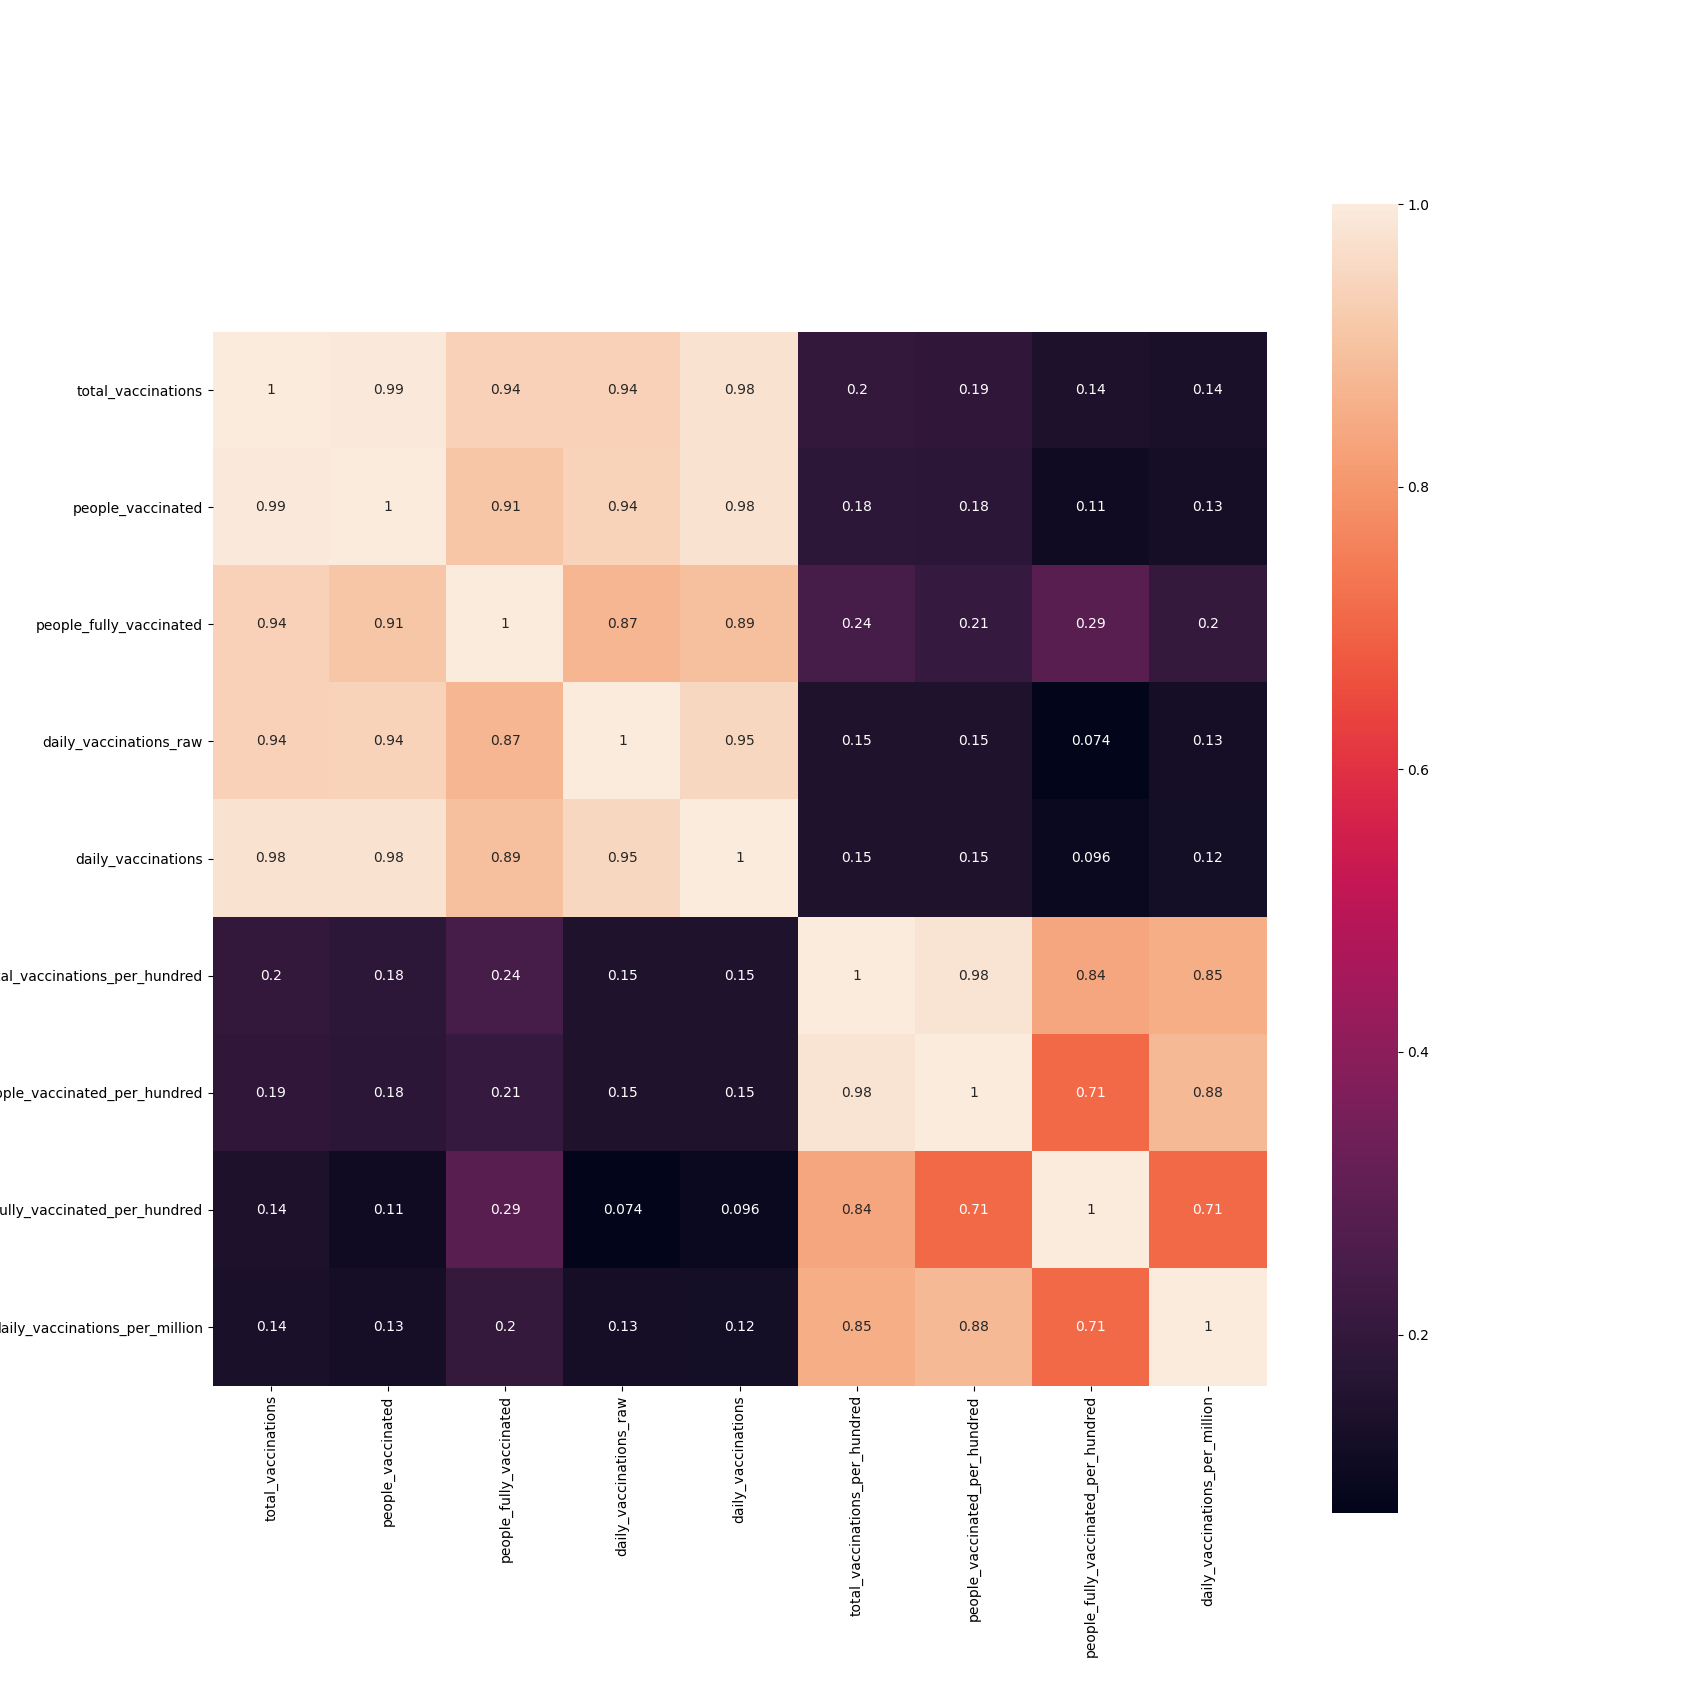 1.0
total_vaccinations 1 0.99 0.94 0.94 0.98 0.2 0.19 0.14 0.14
people_vaccinated 0.99 1 0.91 0.94 0.98 0.18 0.18 0.11 0.13
0.8
people_fully_vaccinated 0.94 0.91 1 0.87 0.89 0.24 0.21 0.29 0.2
daily_vaccinations_raw 0.94 0.94 0.87 1 0.95 0.15 0.15 0.074 0.13
0.6
daily_vaccinations 0.98 0.98 0.89 0.95 1 0.15 0.15 0.096 0.12
al_vaccinations_per_hundred 0.2 0.18 0.24 0.15 0.15 1 0.98 0.84 0.85
0.4
ople_vaccinated_per_hundred 0.19 0.18 0.21 0.15 0.15 0.98 1 0.71 0.88
ully_vaccinated_per_hundred 0.14 0.11 0.29 0.074 0.096 0.84 0.71 1 0.71
daily_vaccinations_per_million 0.14 0.13 0.2 0.13 0.12 0.85 0.88 0.71 1
0.2
total_vaccinations
people_vaccinated
people_fully_vaccinated
daily_vaccinations_raw
daily_vaccinations
total_vaccinations_per_hundred
people_vaccinated_per_hundred
people_fully_vaccinated_per_hundred
daily_vaccinations_per_million